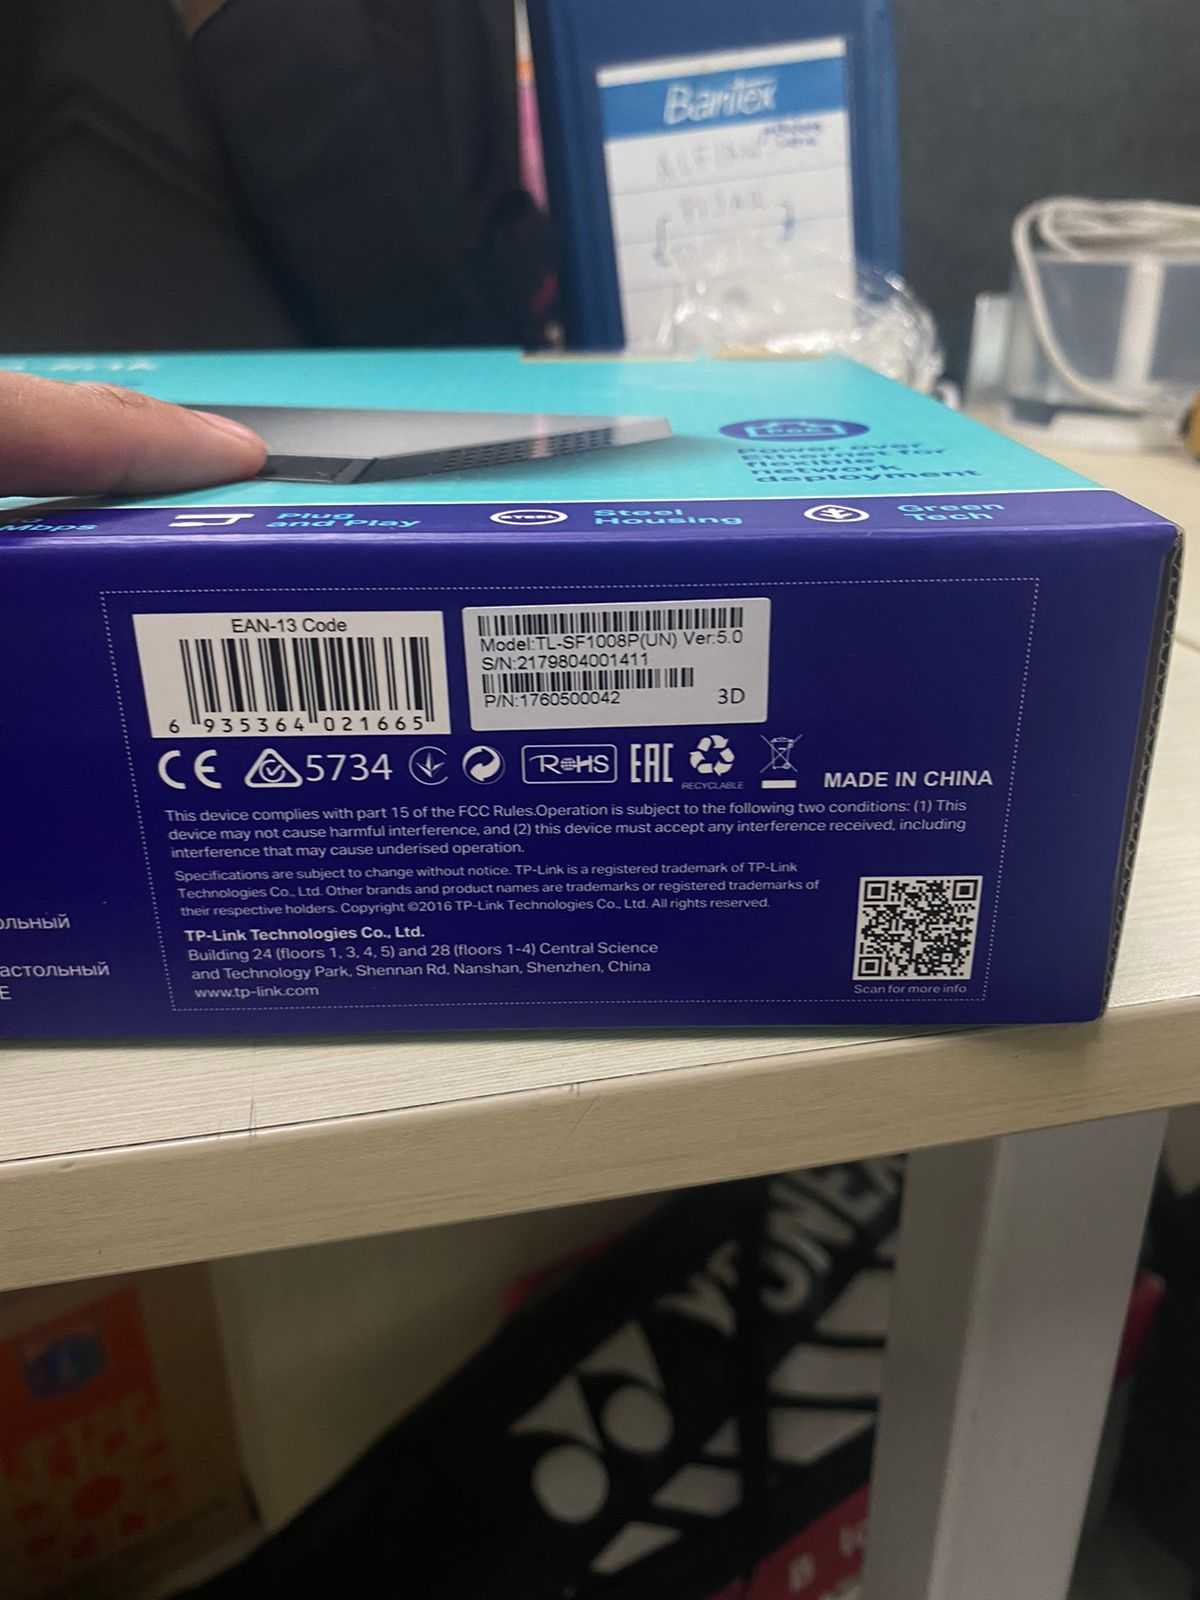 Bantex
Power over
Ethernet for
flexible
network
deployment
Mbps
Plug
and Play
STEEL
Steel
Housing
Green
Tech
EAN-13 Code
6 935364 021665
Model:TL-SF1008P(UN) Ver:5.0
S/N:2179804001411
P/N:1760500042 3D
CE 5734 RoHS EAC RECYCLABLE MADE IN CHINA
This device complies with part 15 of the FCC Rules.Operation is subject to the following two conditions: (1) This
device may not cause harmful interference, and (2) this device must accept any interference received, including
interference that may cause underised operation.
Specifications are subject to change without notice. TP-Link is a registered trademark of TP-Link
Technologies Co., Ltd. Other brands and product names are trademarks or registered trademarks of
their respective holders. Copyright ©2016 TP-Link Technologies Co., Ltd. All rights reserved.
TP-Link Technologies Co., Ltd.
Building 24 (floors 1, 3, 4, 5) and 28 (floors 1-4) Central Science
and Technology Park, Shennan Rd, Nanshan, Shenzhen, China
www.tp-link.com
Scan for more info
ольный
астольный
E
YONEX